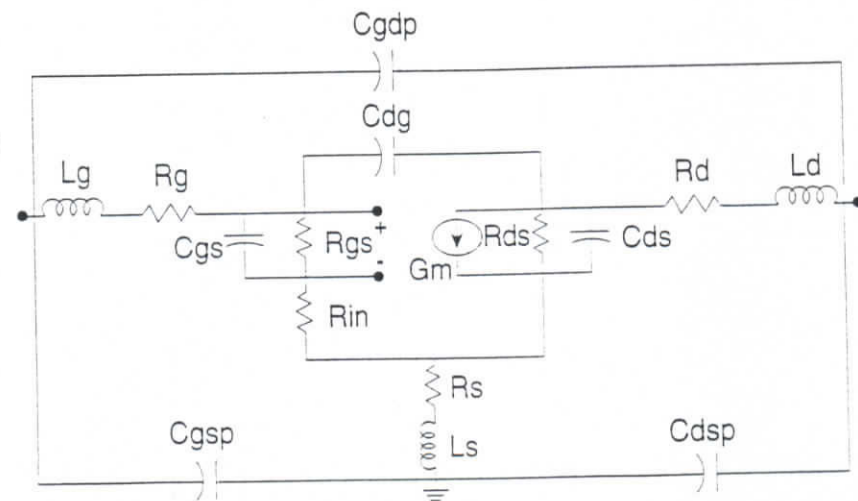 Cgdp
Cdg
Lg
Rg
Rd
Ld
Cgs
Rgs
+
-
Gm
Rds
Cds
Rin
Rs
Ls
Cgsp
Cdsp